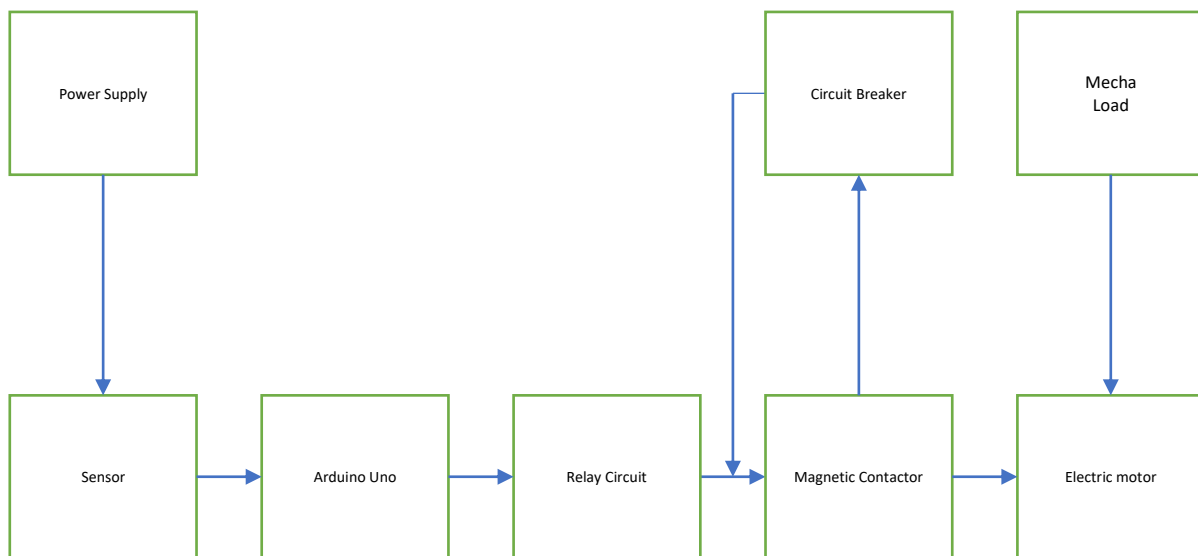 Power Supply
Circuit Breaker
Mecha
Load
Sensor
Arduino Uno
Relay Circuit
Magnetic Contactor
Electric motor